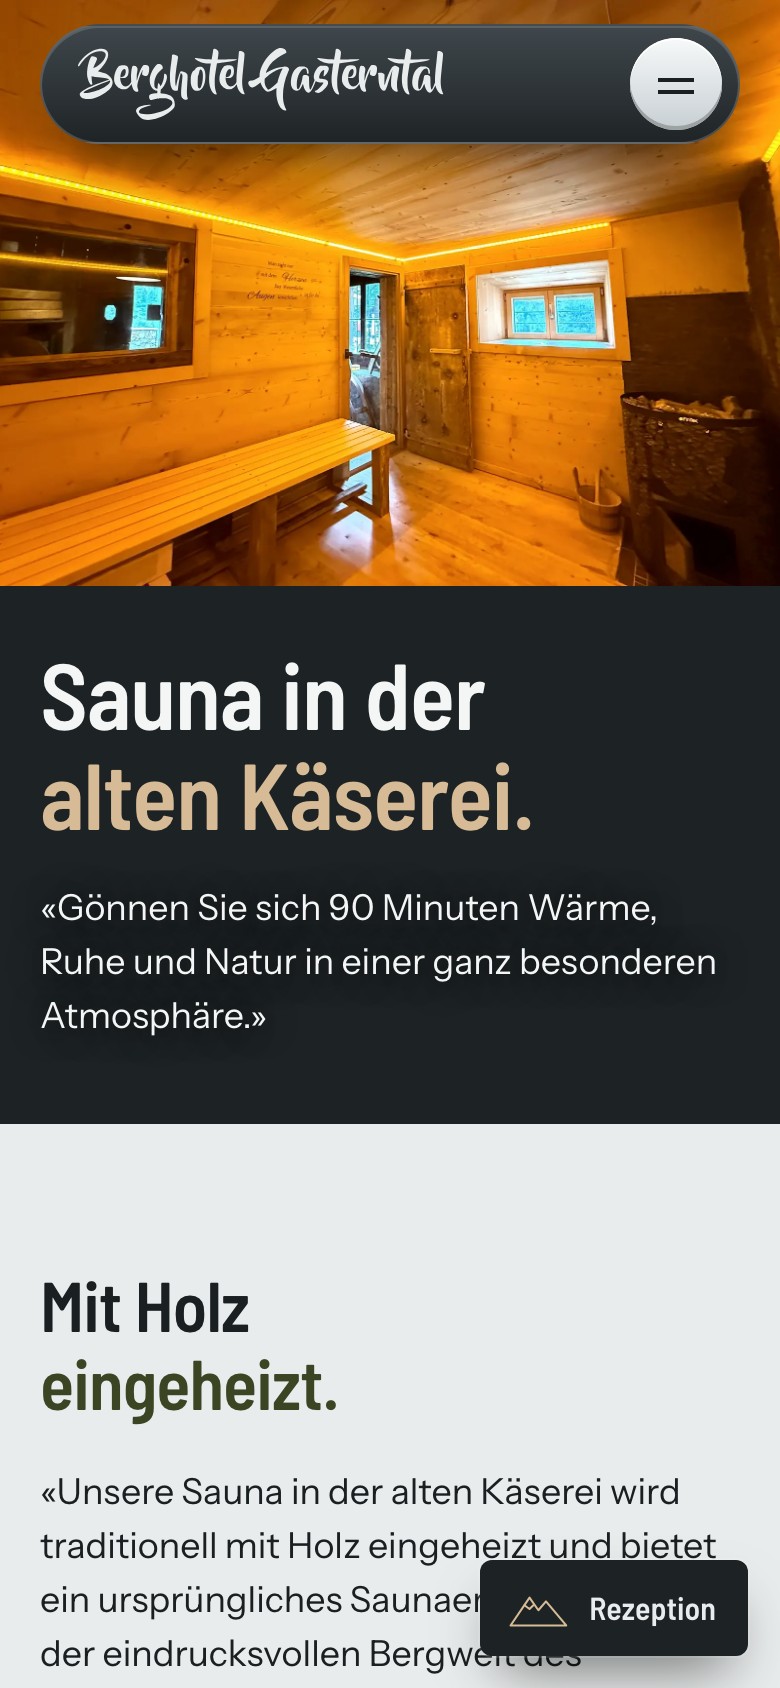 Berghotel Gasterntal
Sauna in der
alten Käserei.
«Gönnen Sie sich 90 Minuten Wärme,
Ruhe und Natur in einer ganz besonderen
Atmosphäre.»
Mit Holz
eingeheizt.
«Unsere Sauna in der alten Käserei wird
traditionell mit Holz eingeheizt und bietet
ein ursprüngliches
der eindrucksvollen Bergwelt des
Rezeption